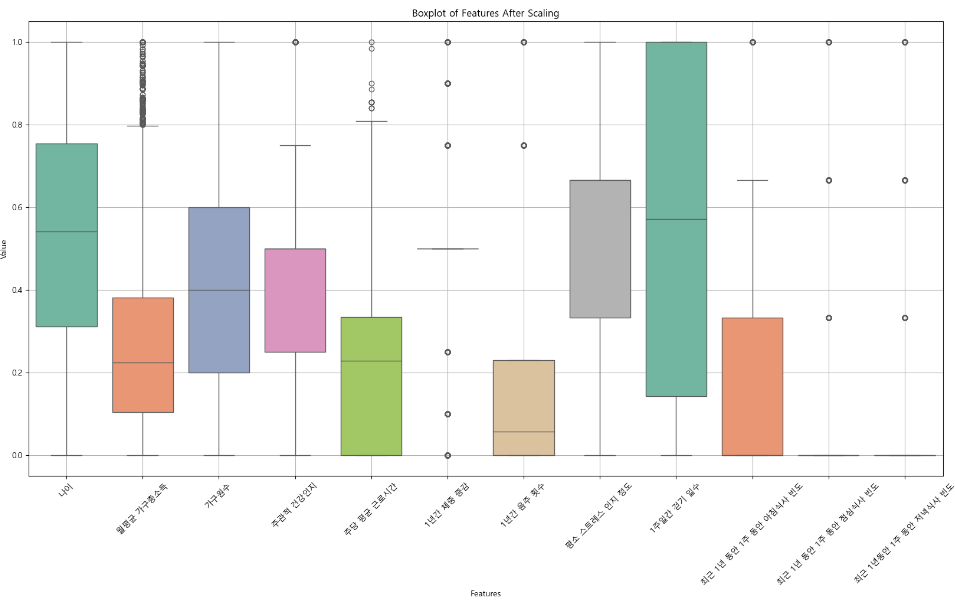 Boxplot of Features After Scaling
Value
1.0
0.8
0.6
0.4
0.2
0.0
나이
월평균 가구총소득
가구원수
주관적 건강인지
주당 평균 근로시간
1년간 체중 증감
1년간 음주 횟수
평소 스트레스 인지 정도
1주일간 걷기 일수
최근 1년 동안 1주 동안 아침식사 빈도
최근 1년 동안 1주 동안 점심식사 빈도
최근 1년동안 1주 동안 저녁식사 빈도
Features